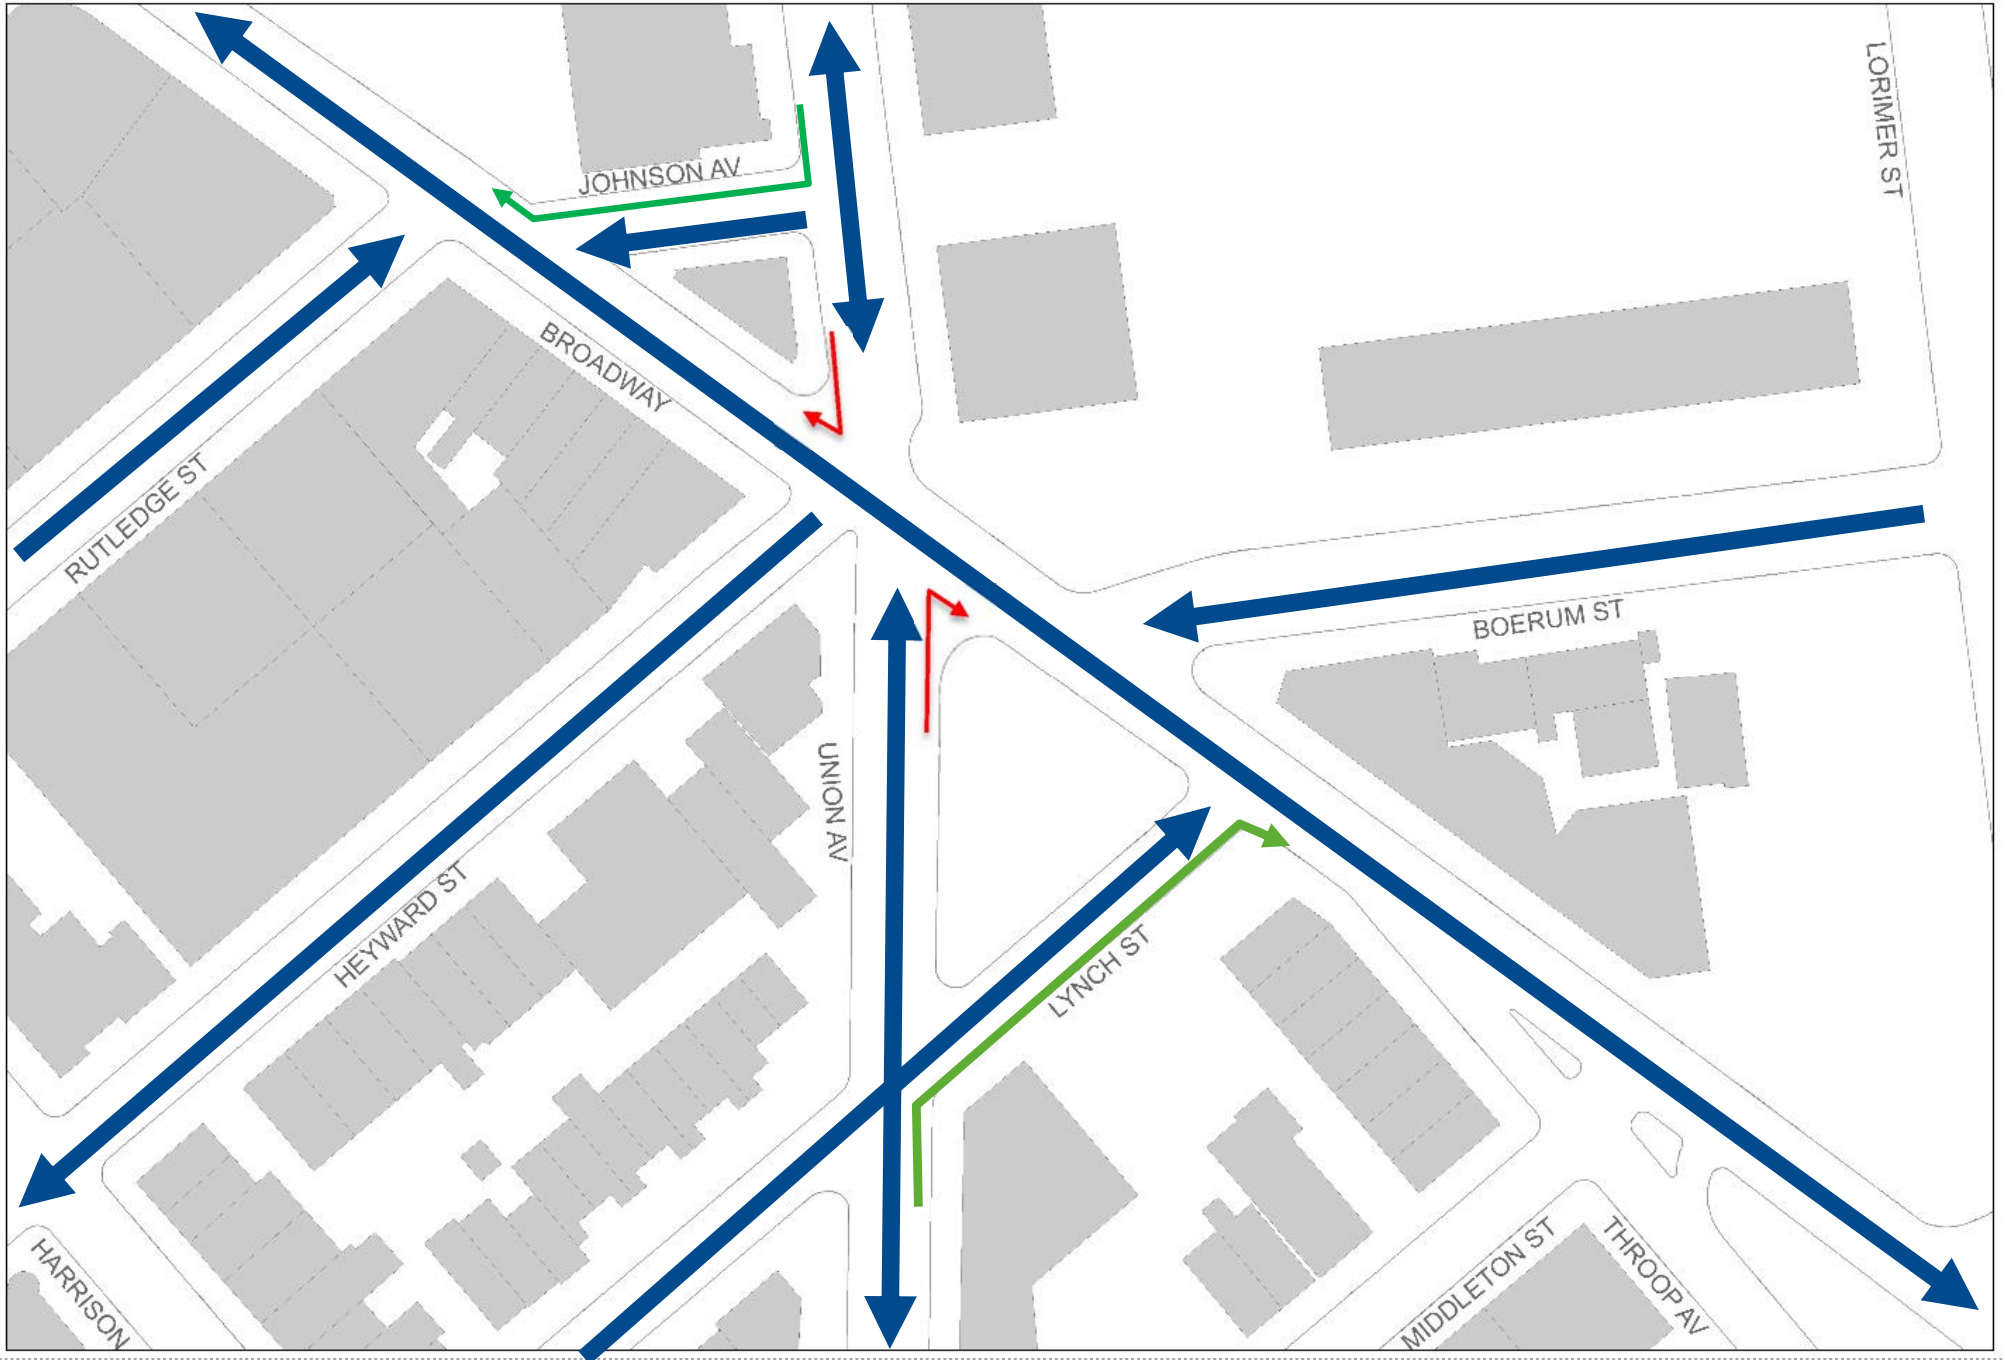 LORIMER ST
JOHNSON AV
BROADWAY
RUTLEDGE ST
BOERUM ST
UNION AV
HEYWARD ST
LYNCH ST
HARRISON
MIDDLETON ST
THROOP AV